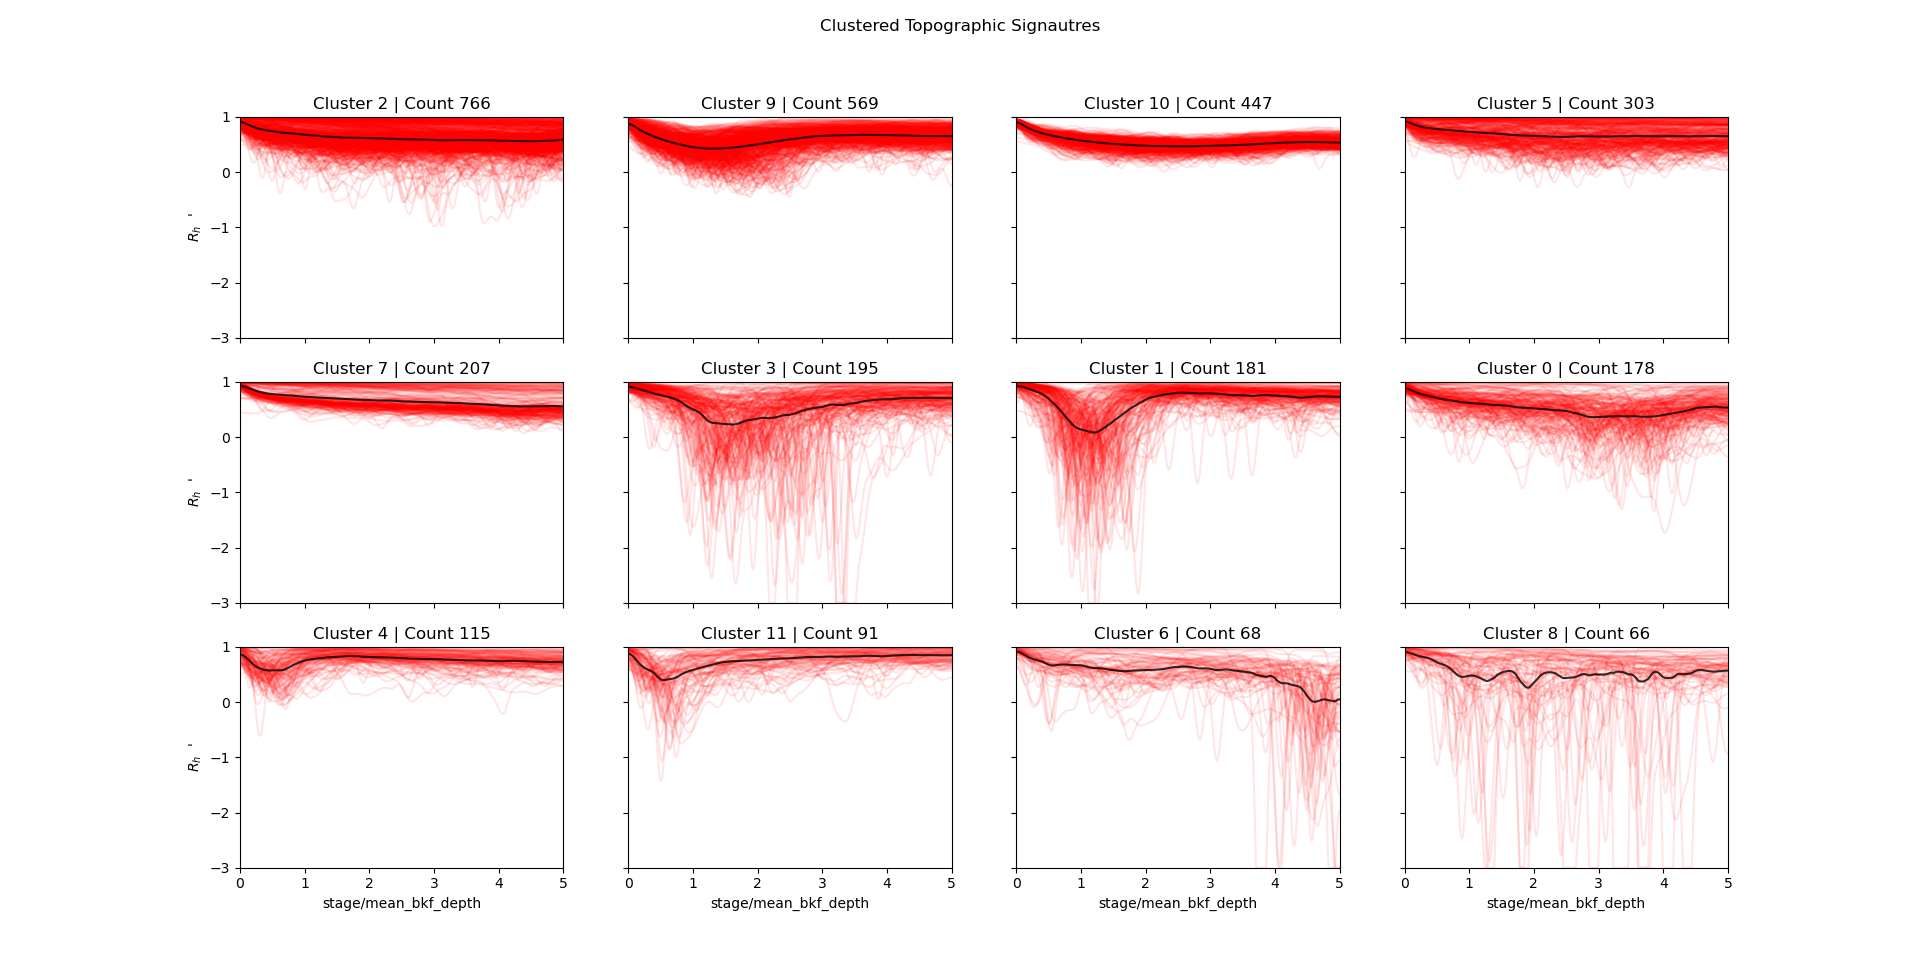 Clustered Topographic Signautres
Cluster 2 | Count 766
Cluster 9 | Count 569
Cluster 10 | Count 447
Cluster 5 | Count 303
1
0
−1
−2
−3
R_h '
Cluster 7 | Count 207
Cluster 3 | Count 195
Cluster 1 | Count 181
Cluster 0 | Count 178
1
0
−1
−2
−3
R_h '
Cluster 4 | Count 115
Cluster 11 | Count 91
Cluster 6 | Count 68
Cluster 8 | Count 66
1
0
−1
−2
−3
R_h '
0 1 2 3 4 5
0 1 2 3 4 5
0 1 2 3 4 5
0 1 2 3 4 5
stage/mean_bkf_depth
stage/mean_bkf_depth
stage/mean_bkf_depth
stage/mean_bkf_depth